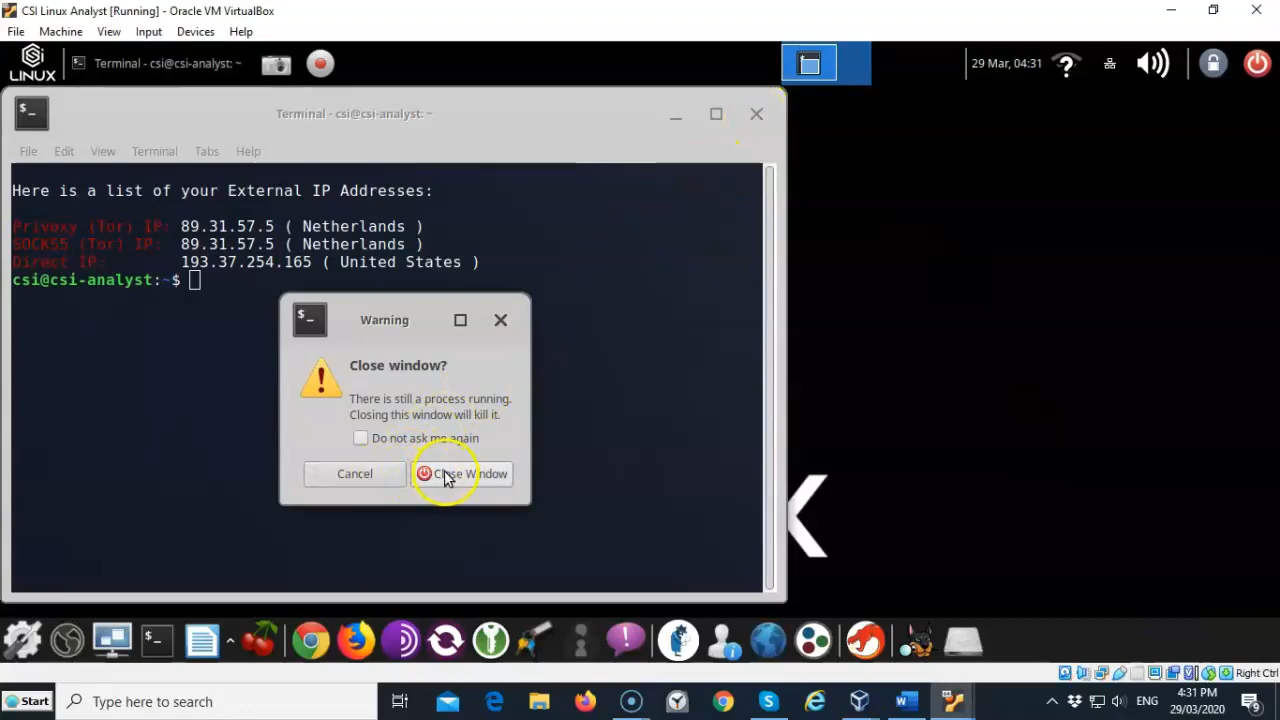 CSI Linux Analyst [Running] - Oracle VM VirtualBox
File Machine View Input Devices Help
LINUX Terminal - csi@csi-analyst: ~ 29 Mar, 04:31
Terminal - csi@csi-analyst: ~
File Edit View Terminal Tabs Help
Here is a list of your External IP Addresses:
Privoxy (Tor) IP: 89.31.57.5 ( Netherlands )
SOCKS5 (Tor) IP: 89.31.57.5 ( Netherlands )
Direct IP: 193.37.254.165 ( United States )
csi@csi-analyst:~$
Warning
Close window?
There is still a process running.
Closing this window will kill it.
Do not ask me again
Cancel Close Window
X
Right Ctrl
Start Type here to search ENG 4:31 PM
29/03/2020